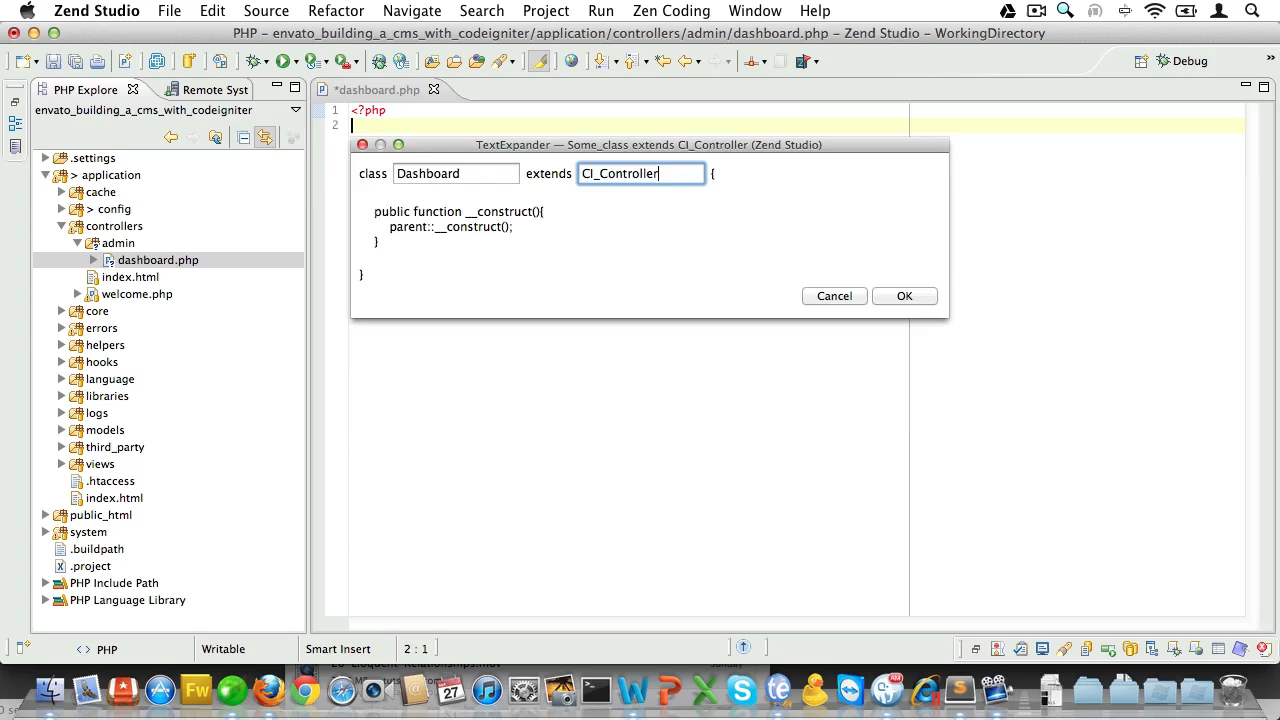 Zend Studio File Edit Source Refactor Navigate Search Project Run Zen Coding Window Help
PHP – envato_building_a_cms_with_codeigniter/application/controllers/admin/dashboard.php – Zend Studio – WorkingDirectory
Debug
PHP Explore
Remote Syst
*dashboard.php
envato_building_a_cms_with_codeigniter
1 <?php
2
.settings
> application
cache
> config
controllers
admin
dashboard.php
index.html
welcome.php
core
errors
helpers
hooks
language
libraries
logs
models
third_party
views
.htaccess
index.html
public_html
system
.buildpath
.project
PHP Include Path
PHP Language Library
TextExpander — Some_class extends CI_Controller (Zend Studio)
class Dashboard extends CI_Controller {
public function __construct(){
parent::__construct();
}
}
Cancel OK
<> PHP Writable Smart Insert 2 : 1
Fw
27